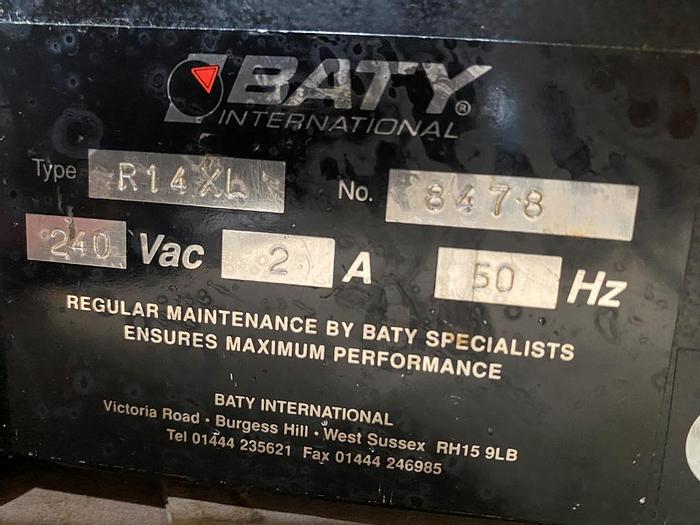 BATY®
INTERNATIONAL
Type R14XL No. 8478
240 Vac 2 A 50 Hz
REGULAR MAINTENANCE BY BATY SPECIALISTS
ENSURES MAXIMUM PERFORMANCE
BATY INTERNATIONAL
Victoria Road · Burgess Hill · West Sussex RH15 9LB
Tel 01444 235621 Fax 01444 246985